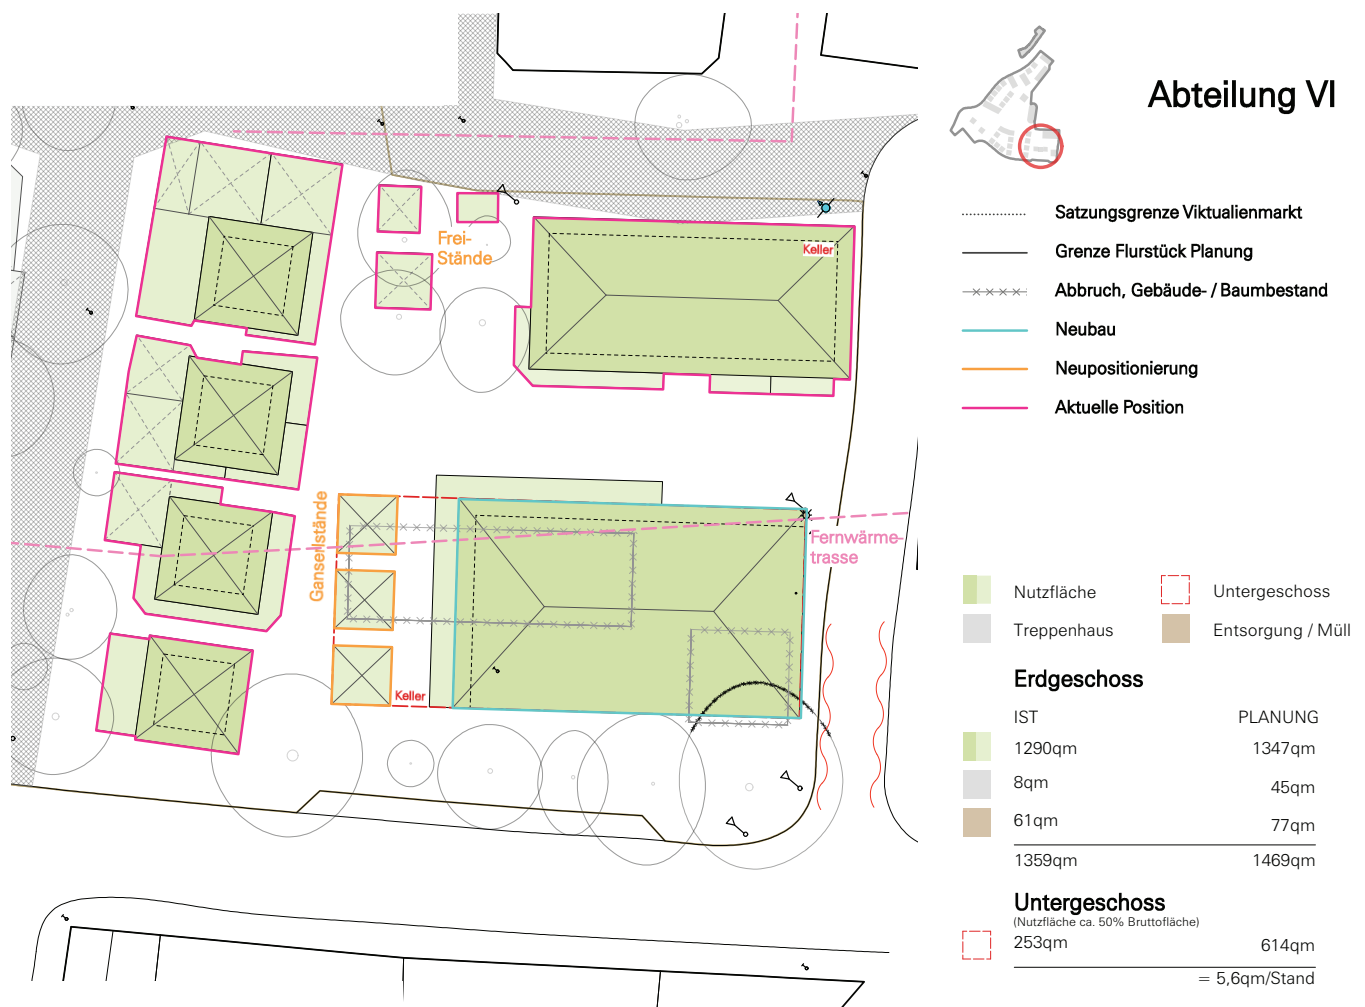 Abteilung VI
Satzungsgrenze Viktualienmarkt
Grenze Flurstück Planung
Abbruch, Gebäude- / Baumbestand
Neubau
Neupositionierung
Aktuelle Position
Frei-
Stände
Keller
Ganserlstände
Fernwärme-
trasse
Keller
Nutzfläche
Untergeschoss
Treppenhaus
Entsorgung / Müll
Erdgeschoss
IST PLANUNG
1290qm 1347qm
8qm 45qm
61qm 77qm
1359qm 1469qm
Untergeschoss
(Nutzfläche ca. 50% Bruttofläche)
253qm 614qm
= 5,6qm/Stand